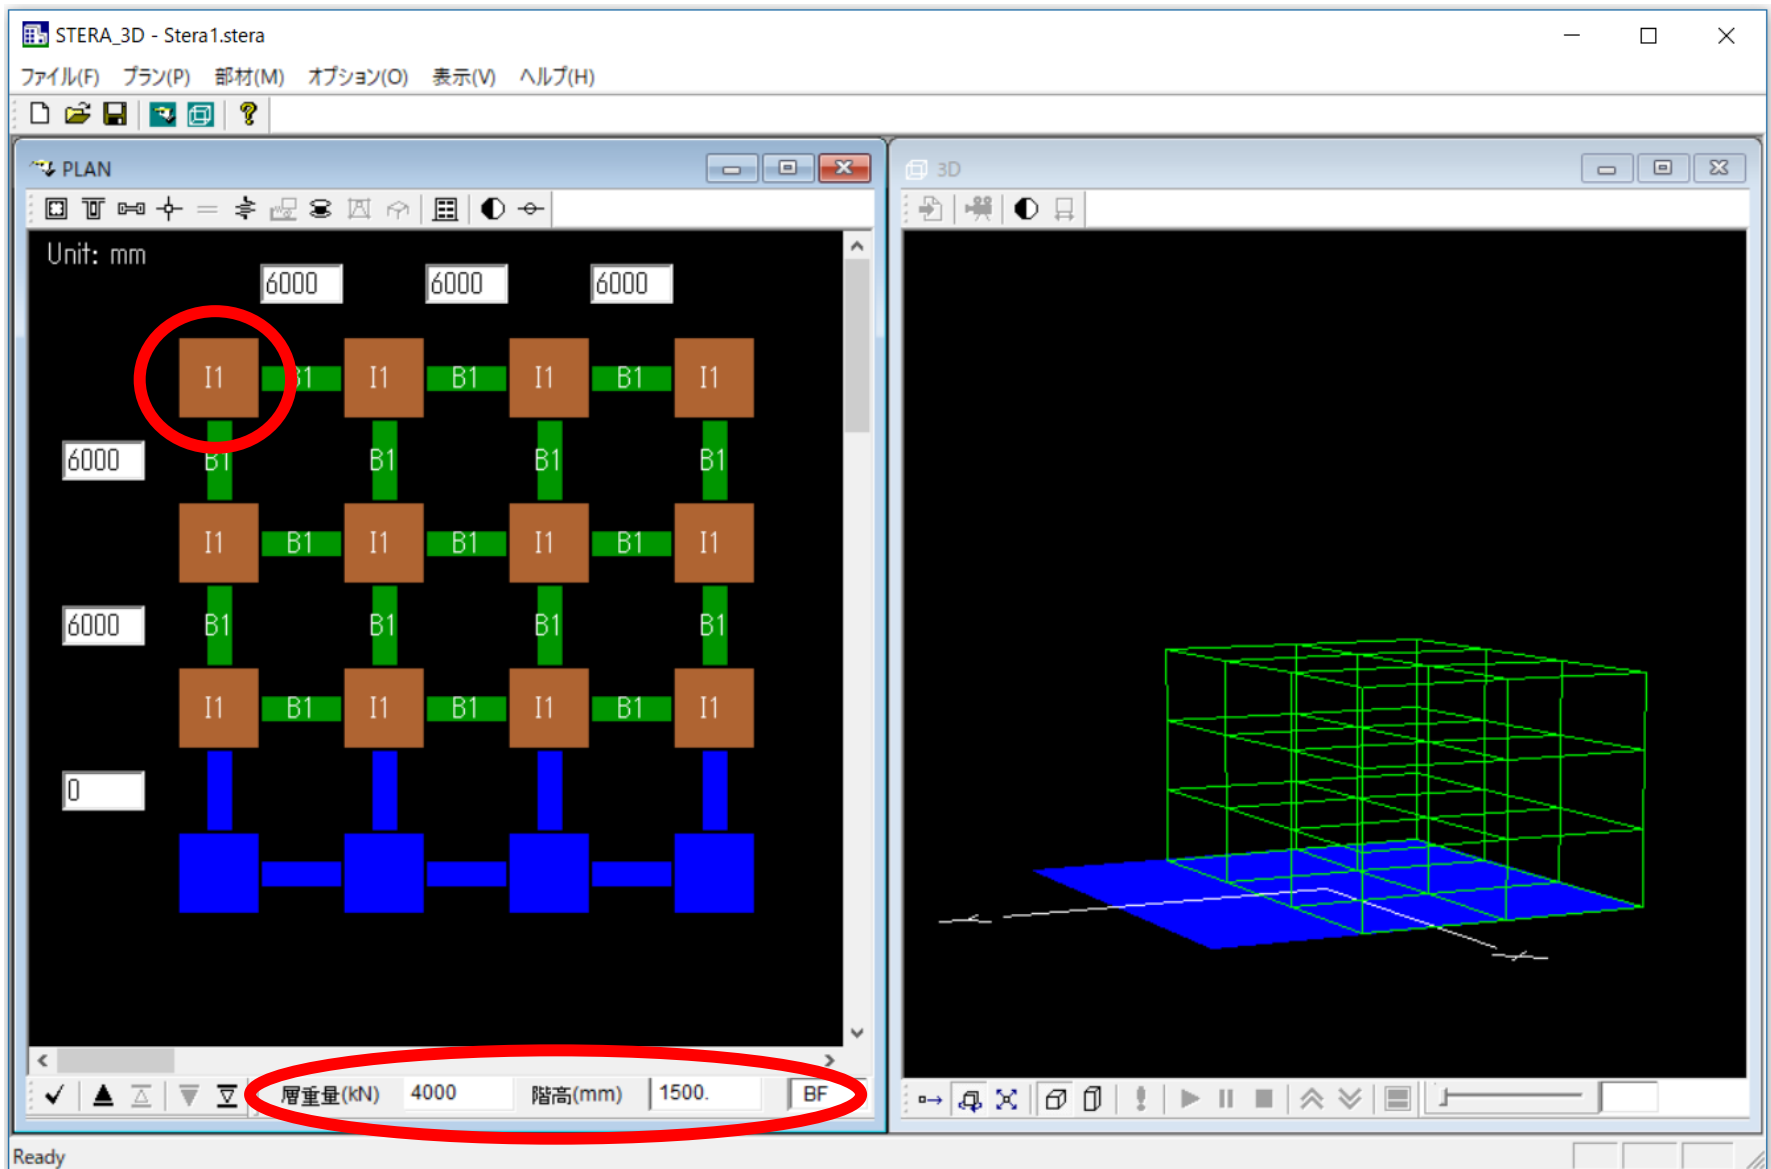 STERA_3D - Stera1.stera
ファイル(F) プラン(P) 部材(M) オプション(O) 表示(V) ヘルプ(H)
PLAN
Unit: mm
6000 6000 6000
I1 B1 I1 B1 I1 B1 I1
6000 B1 B1 B1 B1
I1 B1 I1 B1 I1 B1 I1
6000 B1 B1 B1 B1
I1 B1 I1 B1 I1 B1 I1
0
層重量(kN) 4000 階高(mm) 1500. BF
3D
Ready